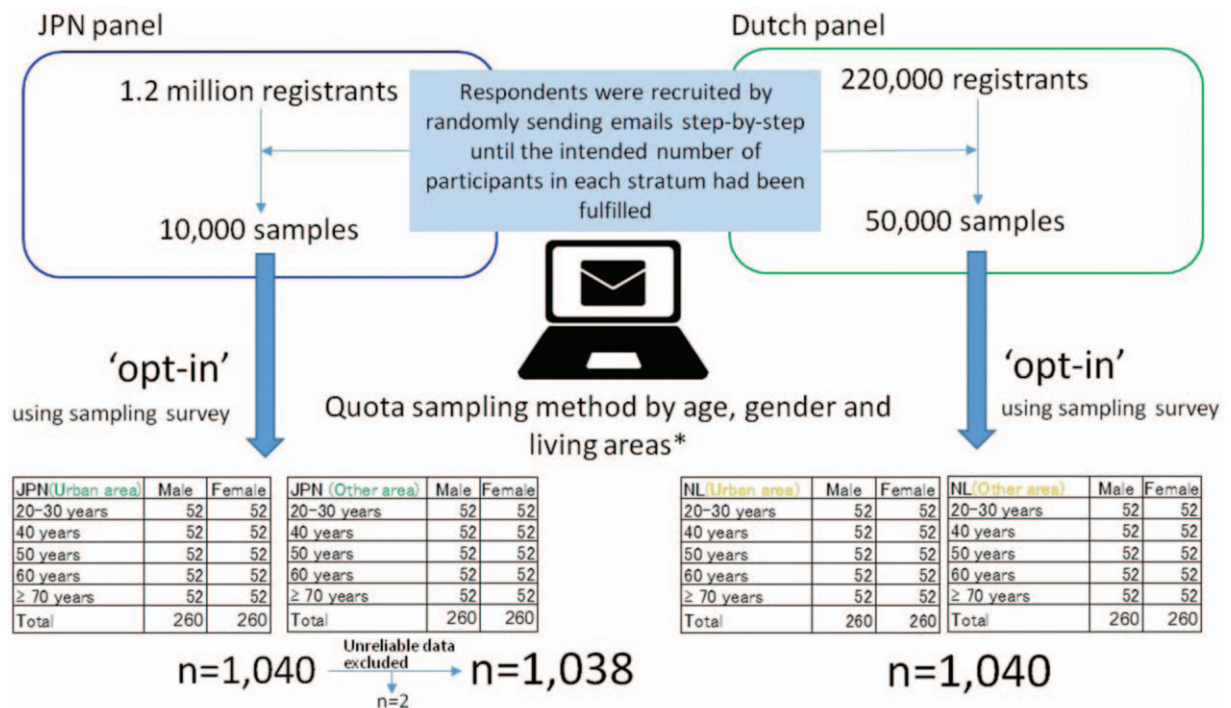 JPN panel
Dutch panel
1.2 million registrants
220,000 registrants
Respondents were recruited by
randomly sending emails step-by-step
until the intended number of
participants in each stratum had been
fulfilled
10,000 samples
50,000 samples
'opt-in'
using sampling survey
'opt-in'
using sampling survey
Quota sampling method by age, gender and
living areas*
JPN(Urban area) Male Female
20-30 years 52 52
40 years 52 52
50 years 52 52
60 years 52 52
≥ 70 years 52 52
Total 260 260
JPN (Other area) Male Female
20-30 years 52 52
40 years 52 52
50 years 52 52
60 years 52 52
≥ 70 years 52 52
Total 260 260
NL(Urban area) Male Female
20-30 years 52 52
40 years 52 52
50 years 52 52
60 years 52 52
≥ 70 years 52 52
Total 260 260
NL(Other area) Male Female
20-30 years 52 52
40 years 52 52
50 years 52 52
60 years 52 52
≥ 70 years 52 52
Total 260 260
n=1,040
Unreliable data
excluded
n=2
n=1,038
n=1,040